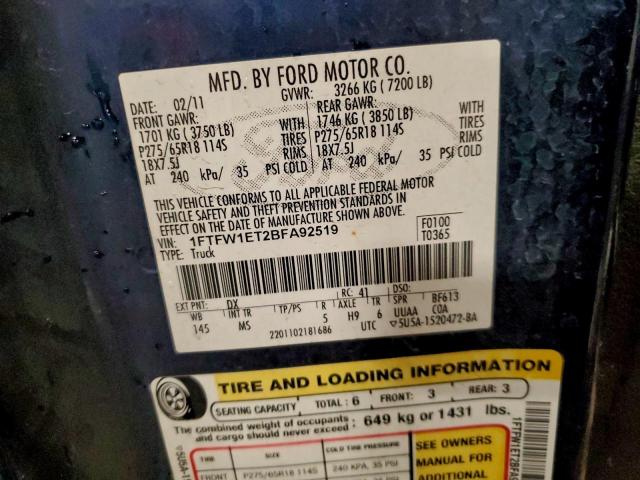 MFD. BY FORD MOTOR CO.
DATE: 02/11 GVWR: 3266 KG ( 7200 LB)
FRONT GAWR: REAR GAWR:
1701 KG ( 3750 LB) WITH 1746 KG ( 3850 LB) WITH
P275/65R18 114S TIRES P275/65R18 114S TIRES
18X7.5J RIMS 18X7.5J RIMS
AT 240 kPa/ 35 PSI COLD AT 240 kPa/ 35 PSI COLD
THIS VEHICLE CONFORMS TO ALL APPLICABLE FEDERAL MOTOR
VEHICLE SAFETY AND THEFT PREVENTION STANDARDS IN
EFFECT ON THE DATE OF MANUFACTURE SHOWN ABOVE.
VIN: 1FTFW1ET2BFA92519 F0100
TYPE: Truck T0365
EXT PNT: DX RC: 41 DSO:
WB INT TR TP/PS R AXLE TR SPR BF613
145 MS 5 H9 6 UUAA COA
2201102181686 UTC ▽5U5A-1520472-BA
TIRE AND LOADING INFORMATION
SEATING CAPACITY TOTAL: 6 FRONT: 3 REAR: 3
The combined weight of occupants : 649 kg or 1431 lbs.
TIRE SIZE COLD TIRE PRESSURE SEE OWNERS
FRONT P275/65R18 114S 240 KPA, 35 PSI MANUAL FOR
ADDITIONAL